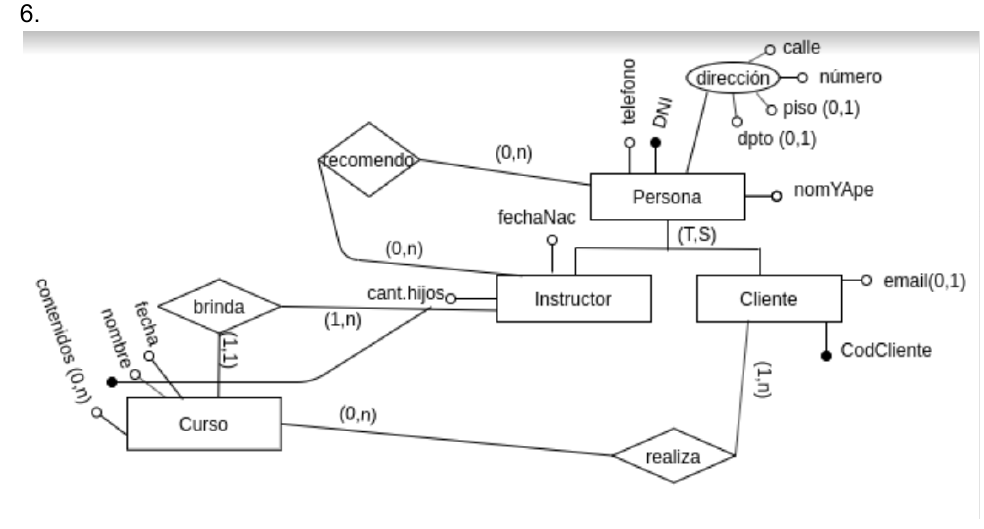 6.
calle
dirección
número
piso (0,1)
dpto (0,1)
telefono
DNI
recomendo
(0,n)
Persona
nomYApe
fechaNac
(T,S)
(0,n)
cant.hijos
Instructor
Cliente
email(0,1)
brinda
(1,n)
(1,1)
CodCliente
contenidos (0,n)
nombre
fecha
(1,n)
Curso
(0,n)
realiza